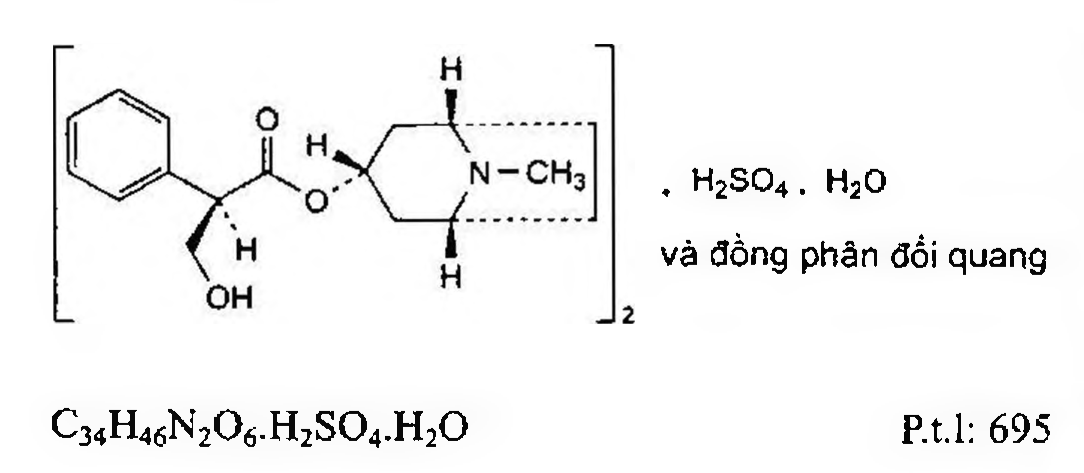 H
O
H
N
CH₃
O
H
H
OH
2
. H₂SO₄ . H₂O
và đồng phân đối quang
C₃₄H₄₆N₂O₆.H₂SO₄.H₂O
P.t.l: 695